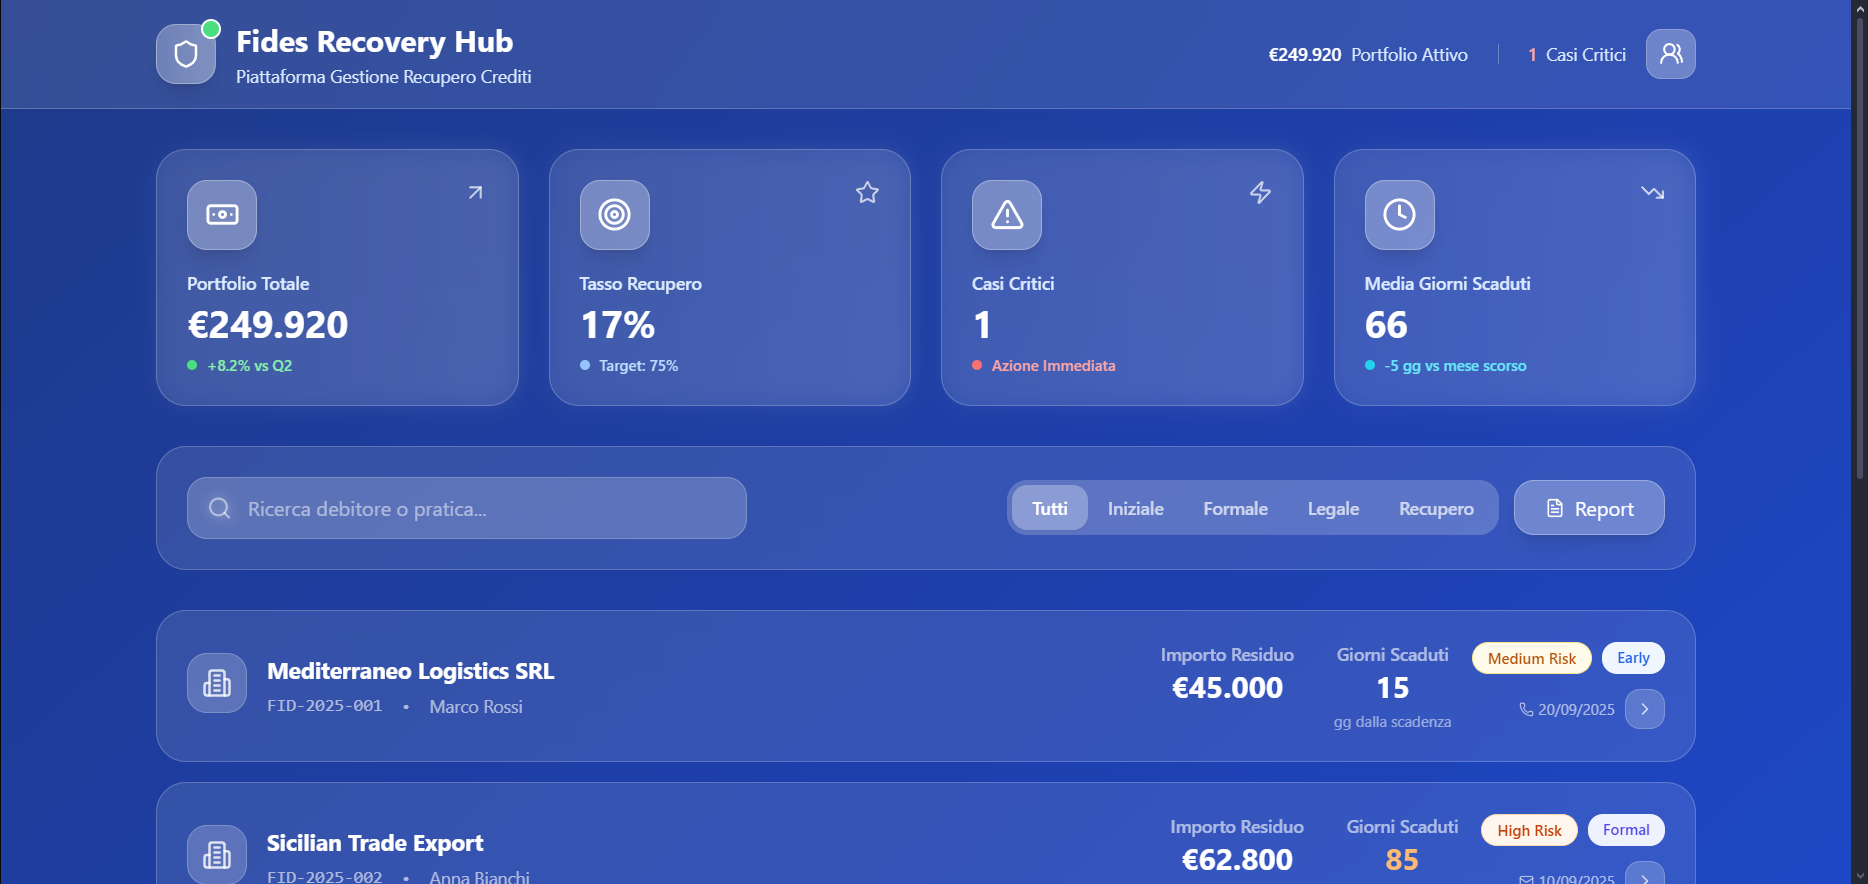 Fides Recovery Hub
Piattaforma Gestione Recupero Crediti
€249.920 Portfolio Attivo
1 Casi Critici
Portfolio Totale
€249.920
+8.2% vs Q2
Tasso Recupero
17%
Target: 75%
Casi Critici
1
Azione Immediata
Media Giorni Scaduti
66
-5 gg vs mese scorso
Ricerca debitore o pratica...
Tutti
Iniziale
Formale
Legale
Recupero
Report
Mediterraneo Logistics SRL
FID-2025-001 • Marco Rossi
Importo Residuo
€45.000
Giorni Scaduti
15
gg dalla scadenza
Medium Risk
Early
20/09/2025
Sicilian Trade Export
FID-2025-002 • Anna Bianchi
Importo Residuo
€62.800
Giorni Scaduti
85
High Risk
Formal
10/09/2025